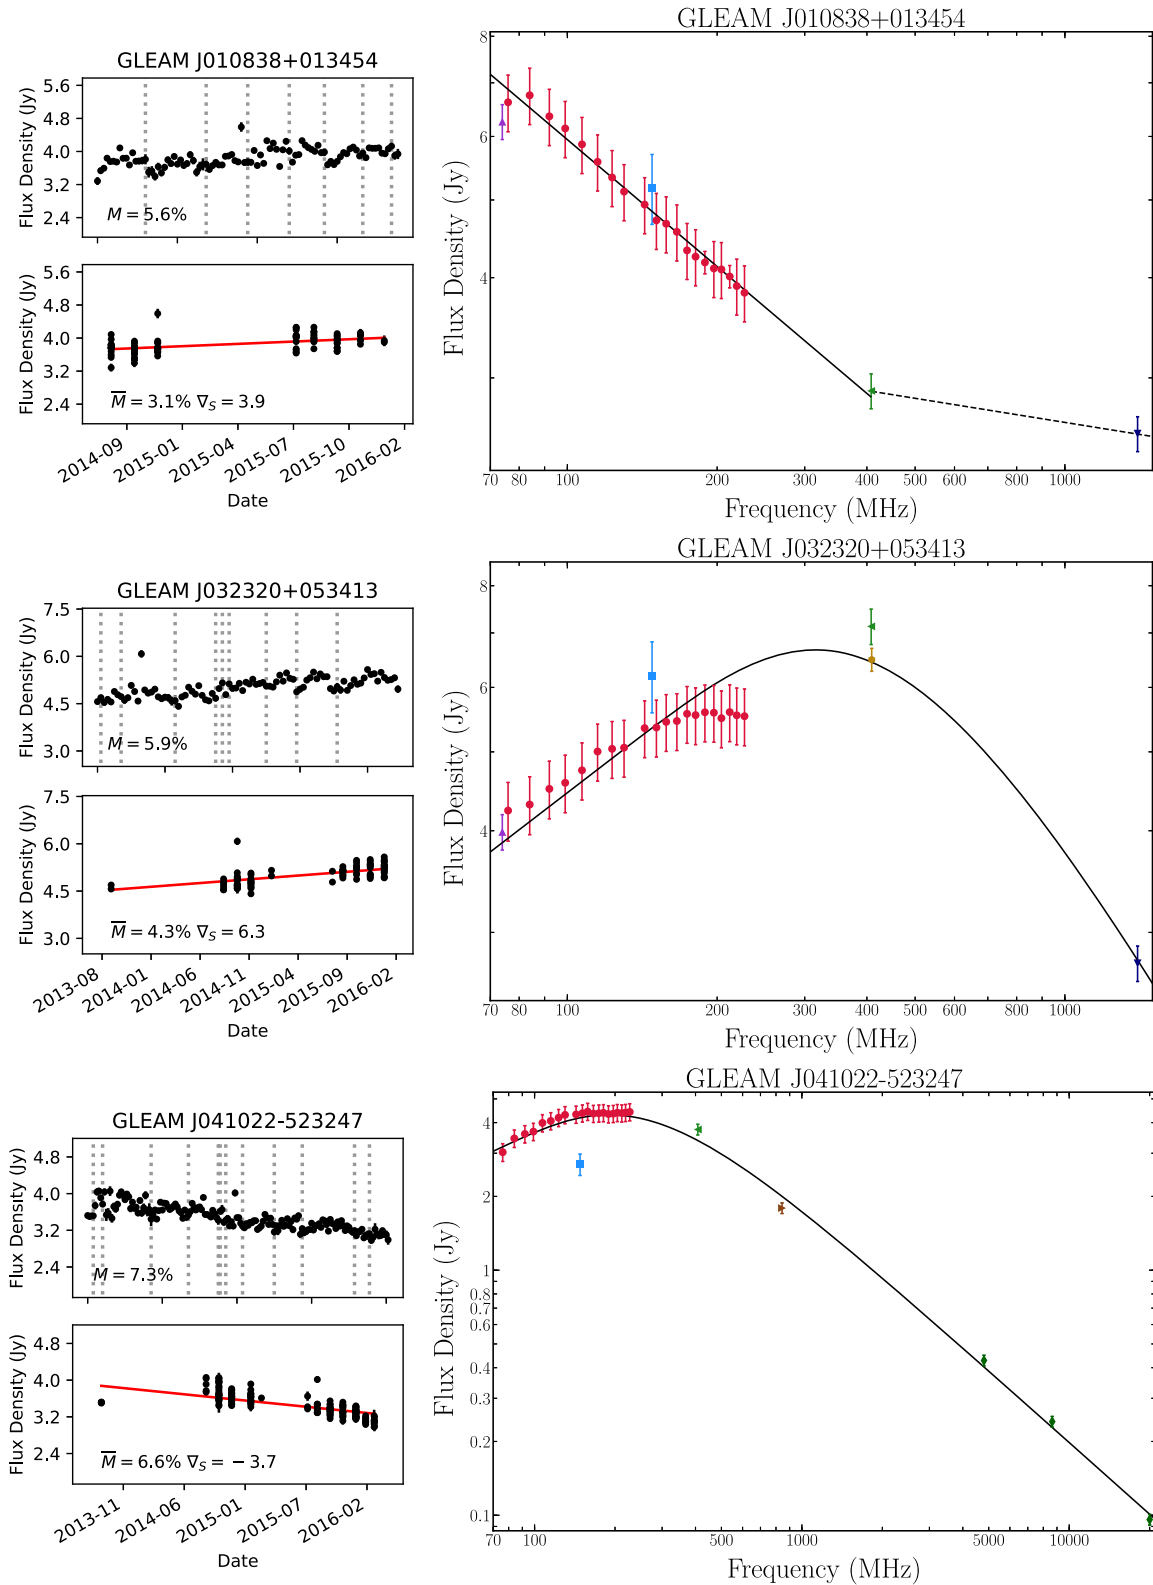 GLEAM J010838+013454
Flux Density (Jy)
5.6
4.8
4.0
3.2
2.4
M = 5.6%
Flux Density (Jy)
5.6
4.8
4.0
3.2
2.4
M = 3.1% ∇S = 3.9
2014-09 2015-01 2015-04 2015-07 2015-10 2016-02
Date
GLEAM J010838+013454
Flux Density (Jy)
8
6
4
70 80 100 200 300 400 500 600 800 1000
Frequency (MHz)
GLEAM J032320+053413
Flux Density (Jy)
7.5
6.0
4.5
3.0
M = 5.9%
Flux Density (Jy)
7.5
6.0
4.5
3.0
M = 4.3% ∇S = 6.3
2013-08 2014-01 2014-06 2014-11 2015-04 2015-09 2016-02
Date
GLEAM J032320+053413
Flux Density (Jy)
8
6
4
70 80 100 200 300 400 500 600 800 1000
Frequency (MHz)
GLEAM J041022-523247
Flux Density (Jy)
4.8
4.0
3.2
2.4
M = 7.3%
Flux Density (Jy)
4.8
4.0
3.2
2.4
M = 6.6% ∇S = −3.7
2013-11 2014-06 2015-01 2015-07 2016-02
Date
GLEAM J041022-523247
Flux Density (Jy)
4
2
1
0.8
0.7
0.6
0.4
0.3
0.2
0.1
70 100 1000 5000 10000
Frequency (MHz)